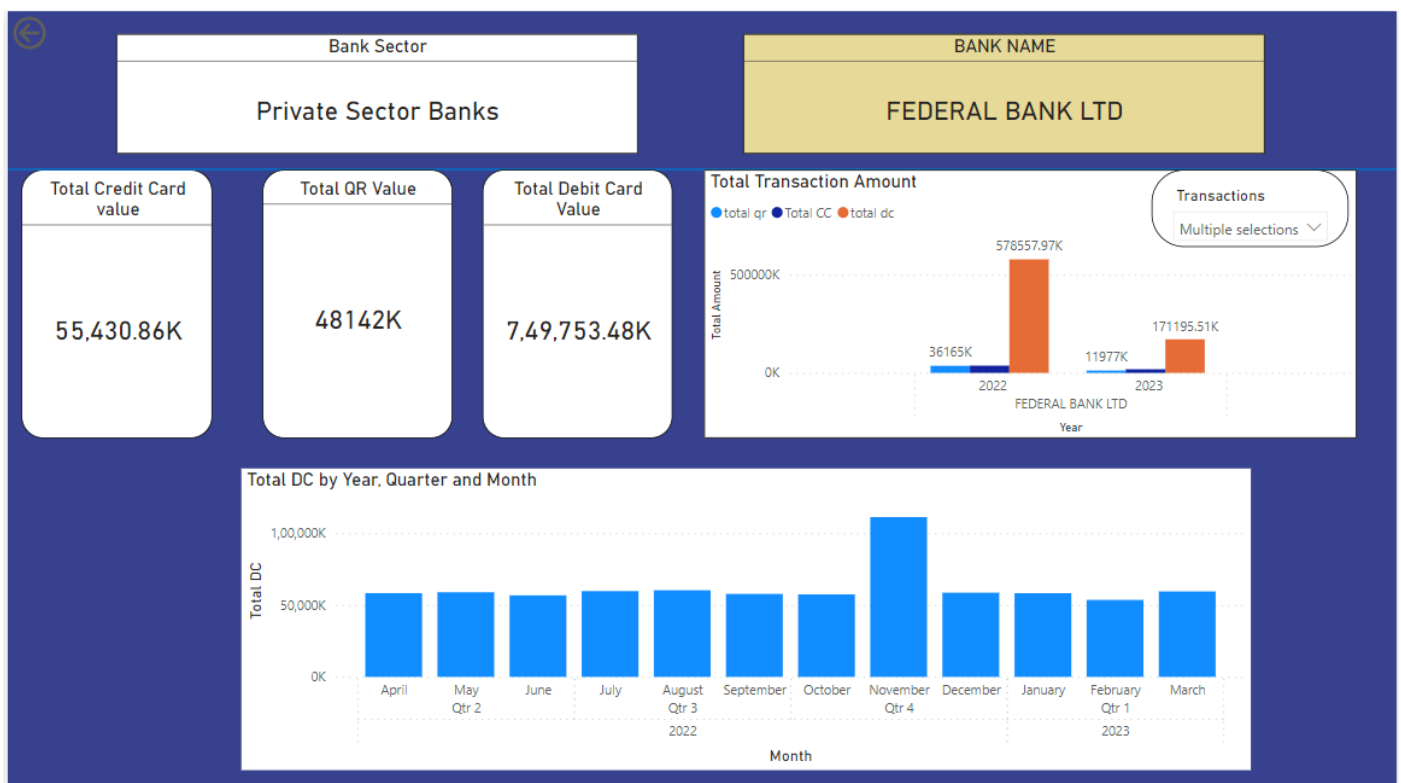 Bank Sector
Private Sector Banks
BANK NAME
FEDERAL BANK LTD
Total Credit Card
value
55,430.86K
Total QR Value
48142K
Total Debit Card
Value
7,49,753.48K
Total Transaction Amount
total qr Total CC total dc
Transactions
Multiple selections
Total Amount
500000K
0K
578557.97K
36165K
171195.51K
11977K
2022 2023
FEDERAL BANK LTD
Year
Total DC by Year, Quarter and Month
Total DC
1,00,000K
50,000K
0K
April May June July August September October November December January February March
Qtr 2 Qtr 3 Qtr 4 Qtr 1
2022 2023
Month